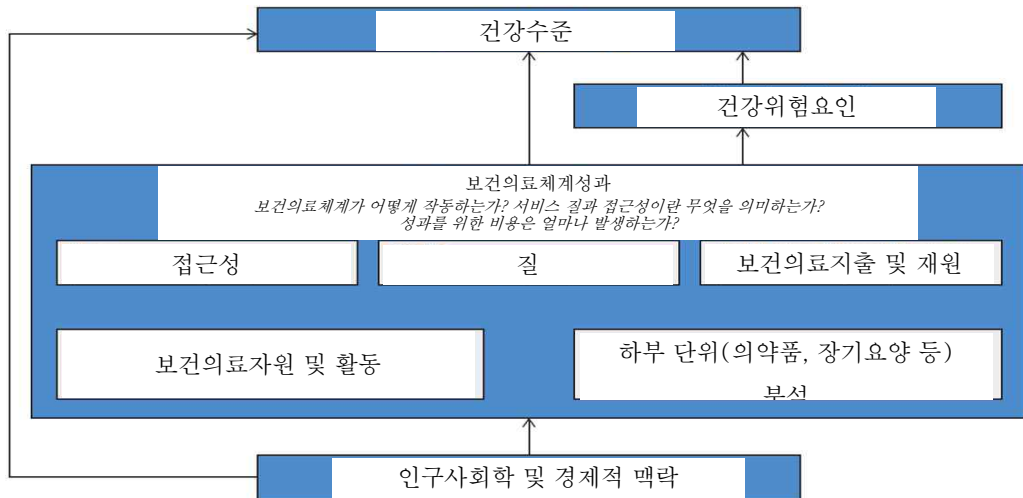 건강수준
건강위험요인
보건의료체계성과
보건의료체계가 어떻게 작동하는가? 서비스 질과 접근성이란 무엇을 의미하는가?
성과를 위한 비용은 얼마나 발생하는가?
접근성
질
보건의료지출 및 재원
보건의료자원 및 활동
하부 단위(의약품, 장기요양 등)
인구사회학 및 경제적 맥락